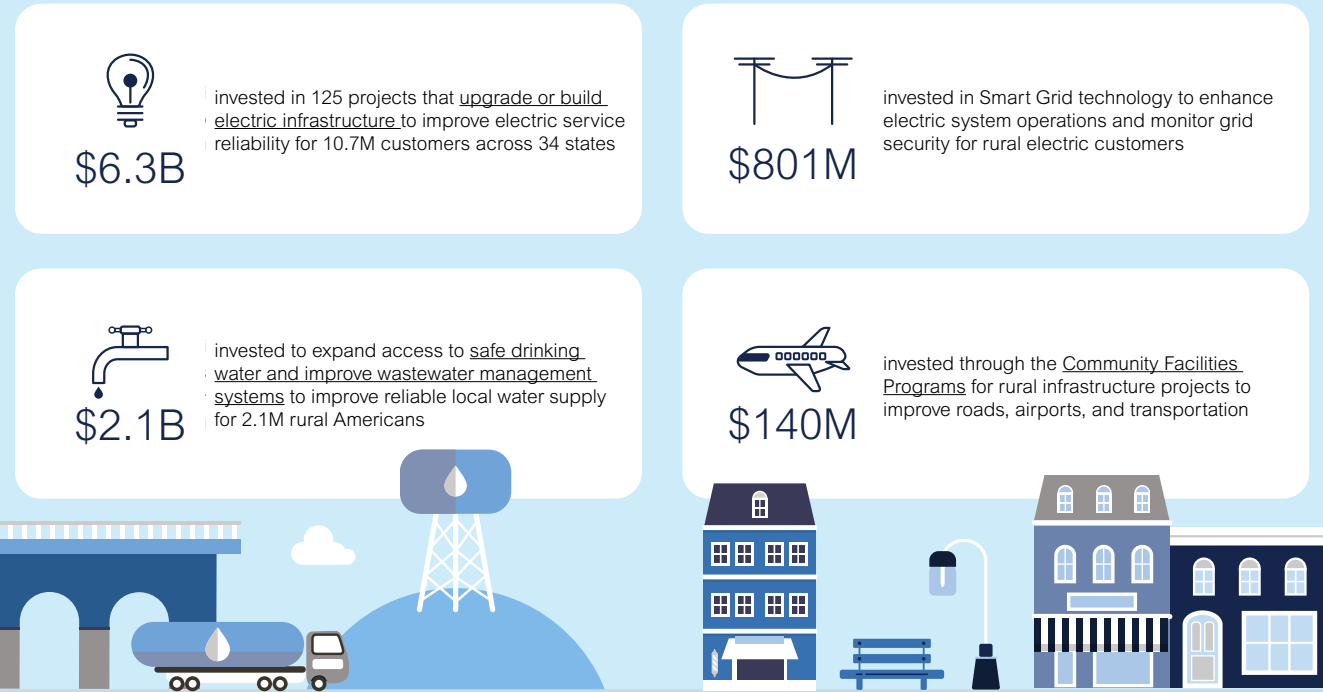 $6.3B
invested in 125 projects that upgrade or build
electric infrastructure to improve electric service
reliability for 10.7M customers across 34 states
$801M
invested in Smart Grid technology to enhance
electric system operations and monitor grid
security for rural electric customers
$2.1B
invested to expand access to safe drinking
water and improve wastewater management
systems to improve reliable local water supply
for 2.1M rural Americans
$140M
invested through the Community Facilities
Programs for rural infrastructure projects to
improve roads, airports, and transportation